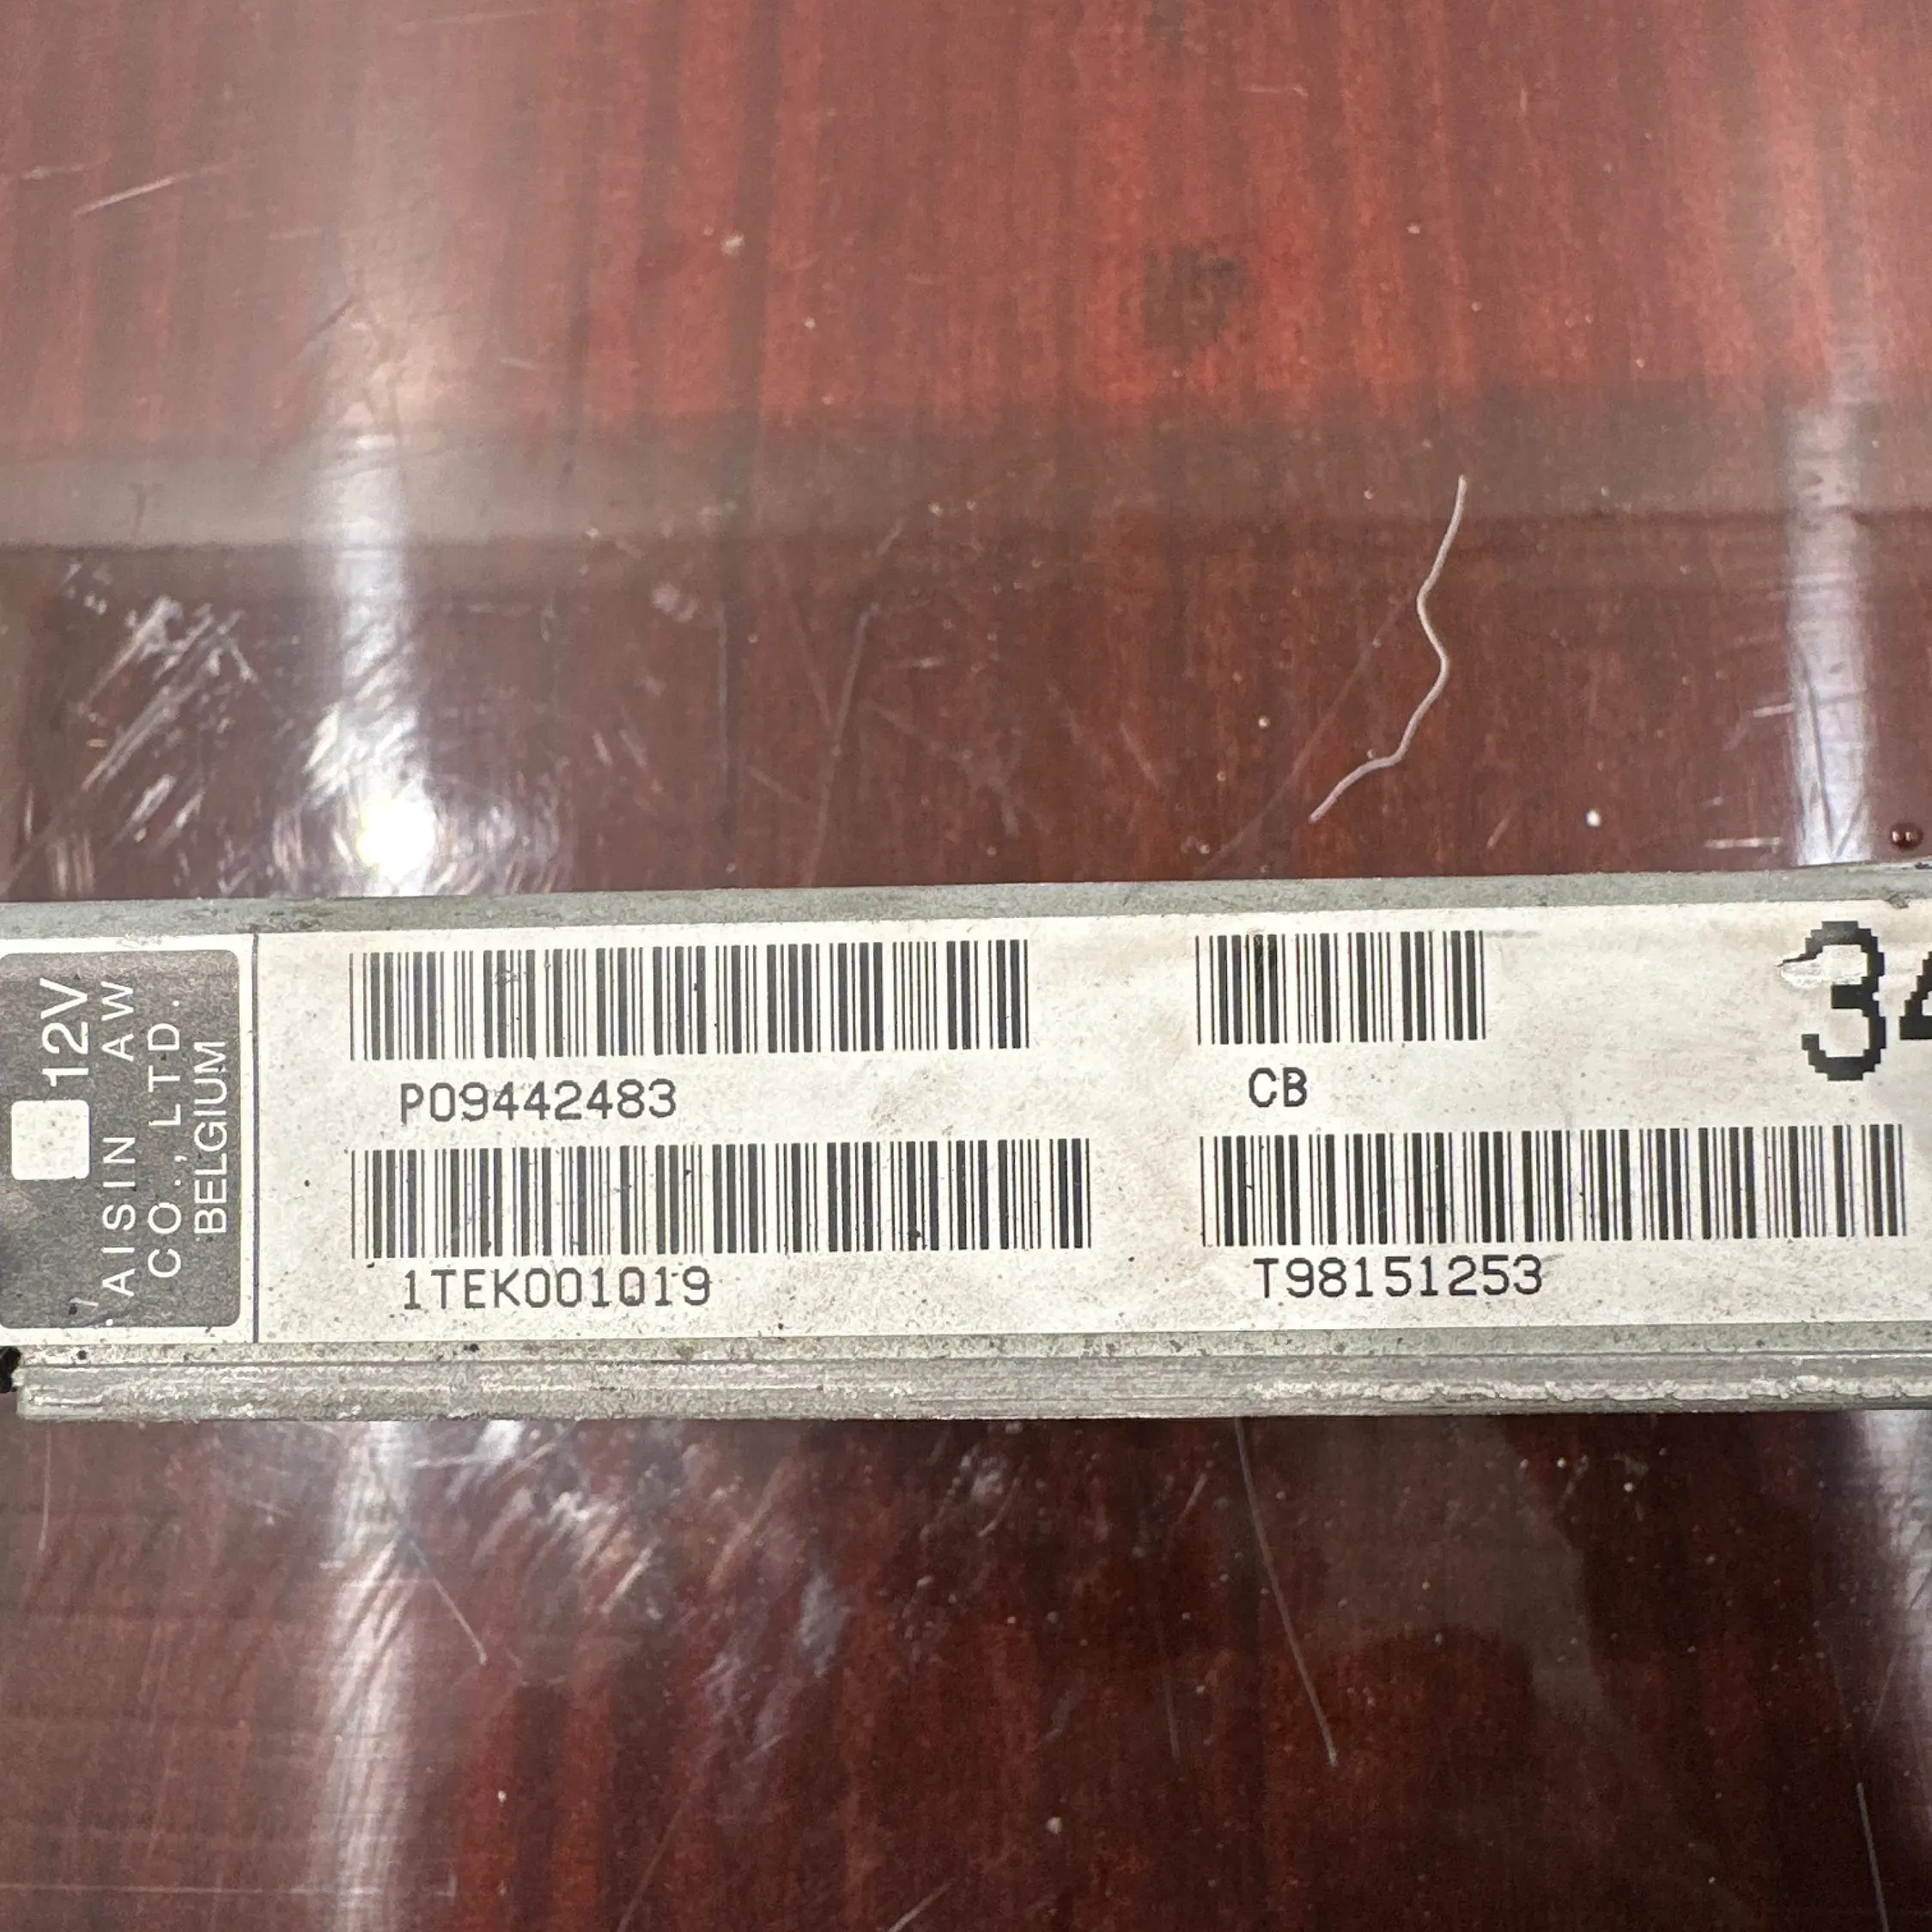 12V
AISIN AW
CO.,LTD.
BELGIUM
P09442483
CB
34
1TEK001019
T98151253